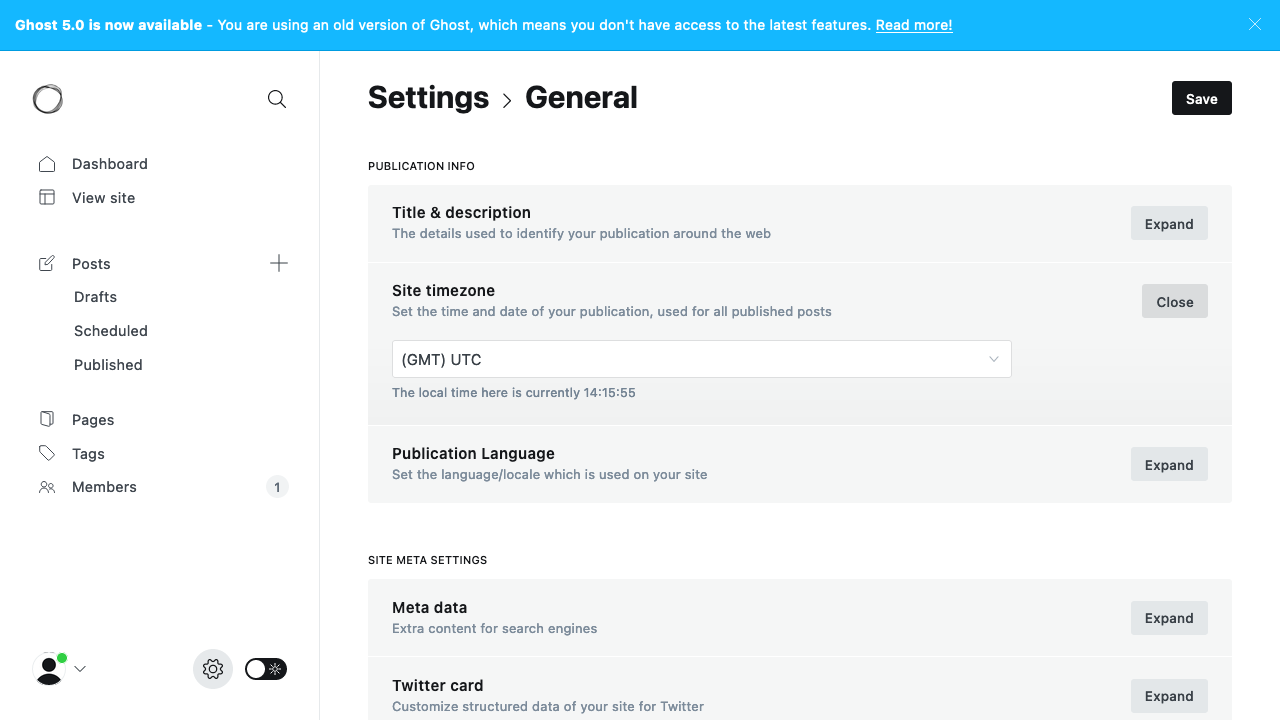 Ghost 5.0 is now available - You are using an old version of Ghost, which means you don't have access to the latest features. Read more!
Settings > General
Save
Dashboard
View site
Posts
Drafts
Scheduled
Published
Pages
Tags
Members 1
PUBLICATION INFO
Title & description
The details used to identify your publication around the web
Expand
Site timezone
Set the time and date of your publication, used for all published posts
Close
(GMT) UTC
The local time here is currently 14:15:55
Publication Language
Set the language/locale which is used on your site
Expand
SITE META SETTINGS
Meta data
Extra content for search engines
Expand
Twitter card
Customize structured data of your site for Twitter
Expand